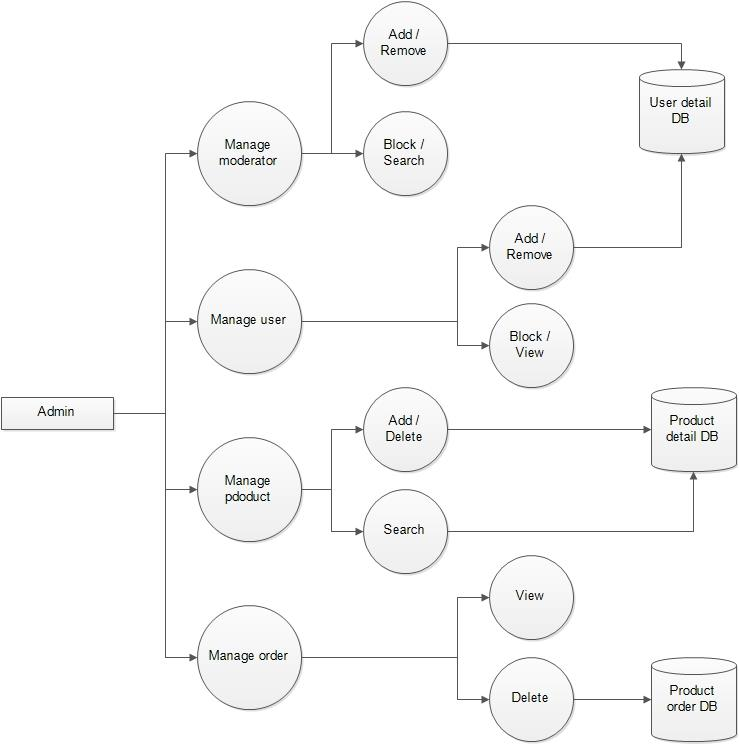 Add /
Remove
User detail
DB
Manage
moderator
Block /
Search
Add /
Remove
Manage user
Block /
View
Admin
Add /
Delete
Product
detail DB
Manage
pdoduct
Search
View
Manage order
Delete
Product
order DB